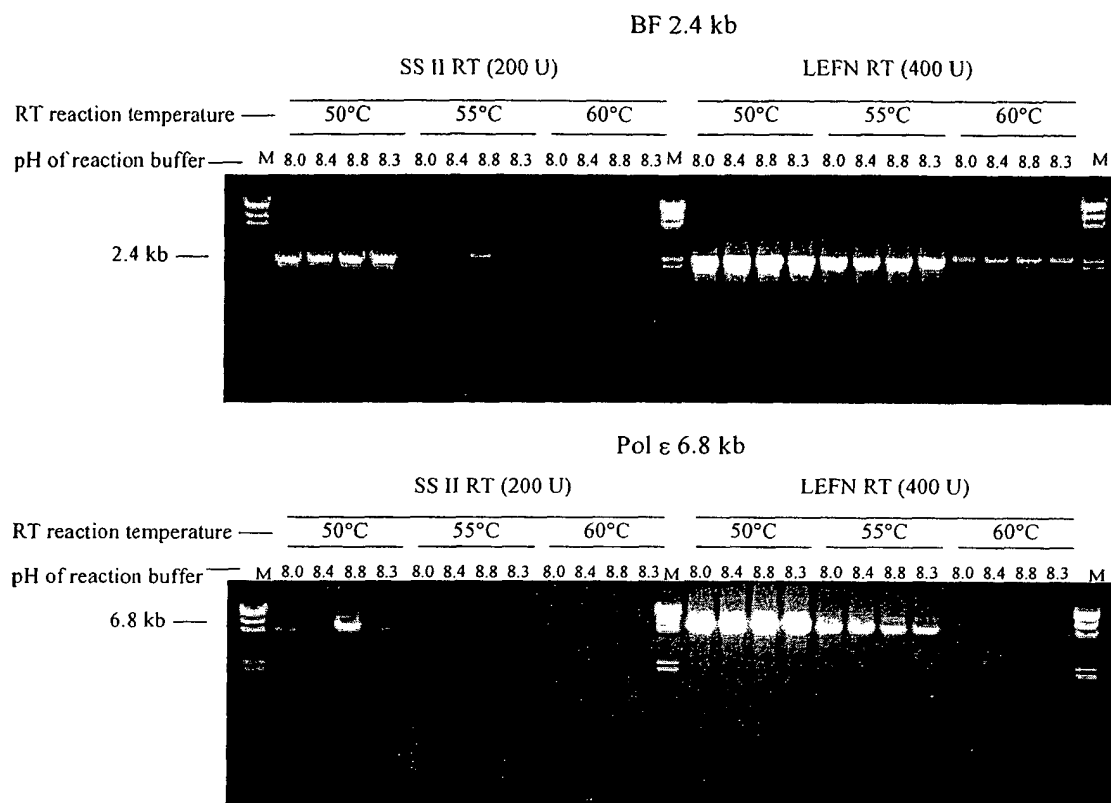 BF 2.4 kb
SS II RT (200 U) LEFN RT (400 U)
RT reaction temperature 50°C 55°C 60°C 50°C 55°C 60°C
pH of reaction buffer M 8.0 8.4 8.8 8.3 8.0 8.4 8.8 8.3 8.0 8.4 8.8 8.3 M 8.0 8.4 8.8 8.3 8.0 8.4 8.8 8.3 8.0 8.4 8.8 8.3 M
2.4 kb
Pol ε 6.8 kb
SS II RT (200 U) LEFN RT (400 U)
RT reaction temperature 50°C 55°C 60°C 50°C 55°C 60°C
pH of reaction buffer M 8.0 8.4 8.8 8.3 8.0 8.4 8.8 8.3 8.0 8.4 8.8 8.3 M 8.0 8.4 8.8 8.3 8.0 8.4 8.8 8.3 8.0 8.4 8.8 8.3 M
6.8 kb